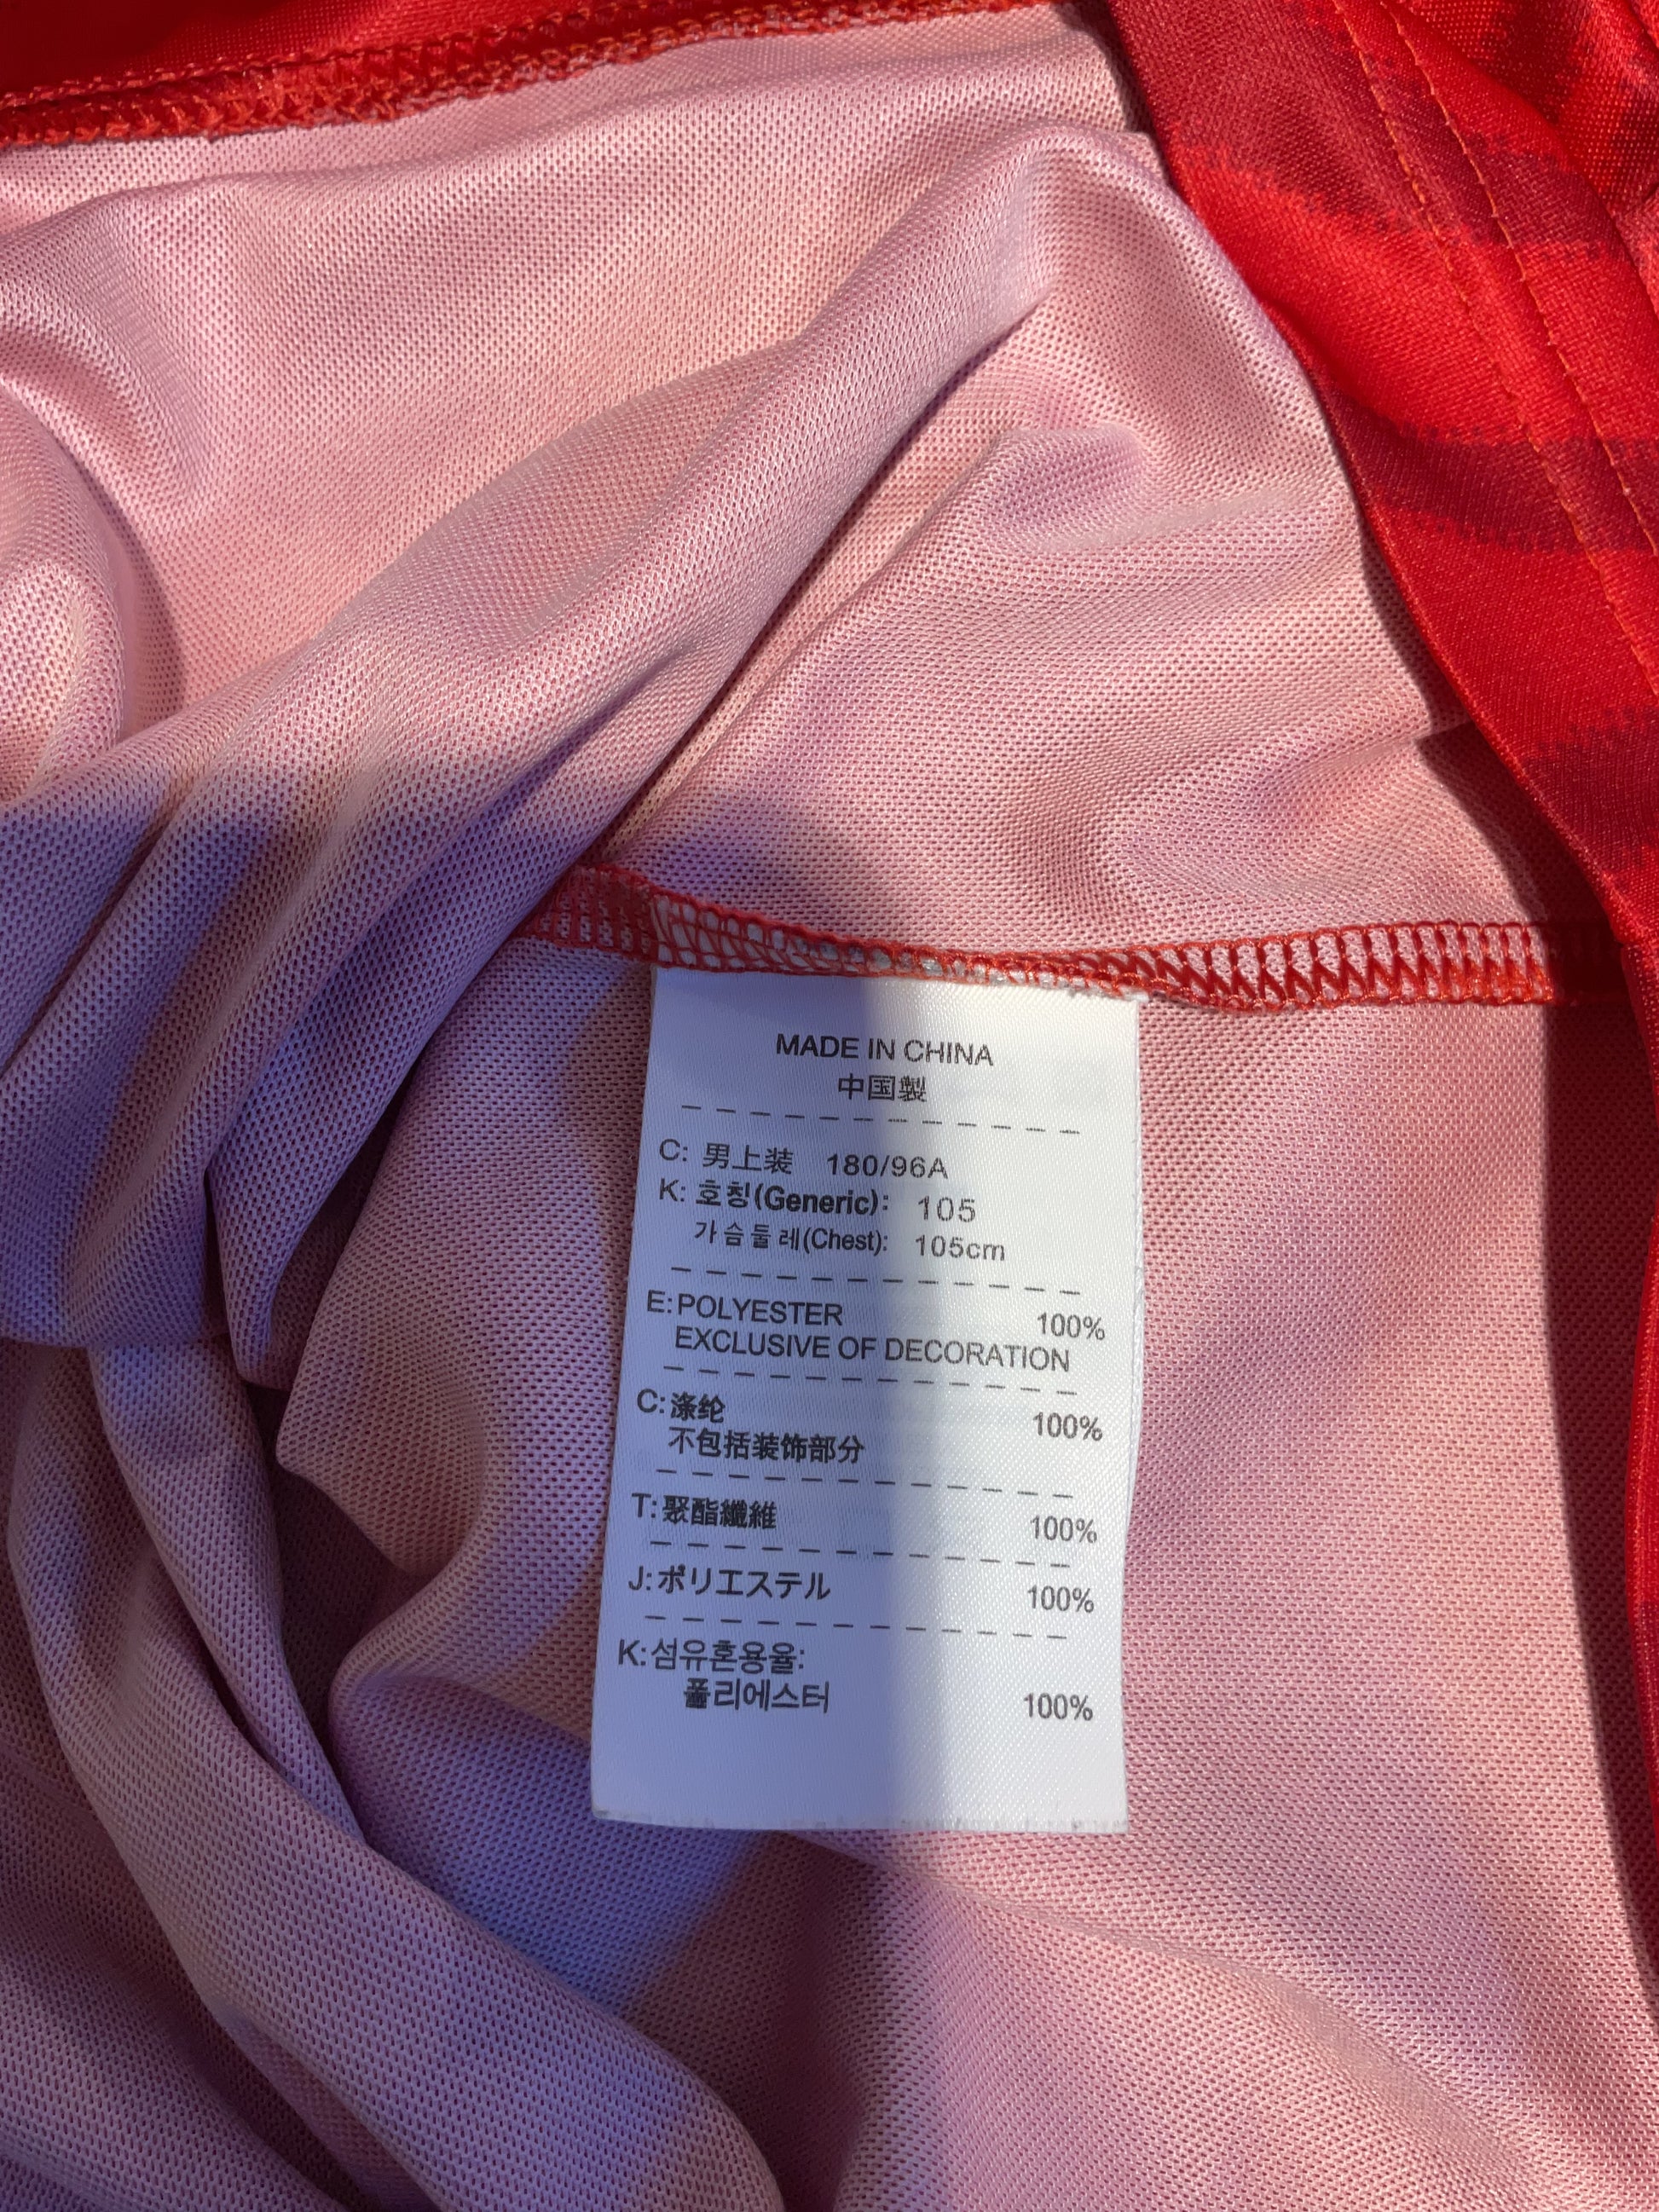 MADE IN CHINA
中国製
C: 男上装 180/96A
K: 호칭(Generic): 105
가슴둘레(Chest): 105cm
E: POLYESTER 100%
EXCLUSIVE OF DECORATION
C: 涤纶 100%
不包括装饰部分
T: 聚酯纖維 100%
J: ポリエステル 100%
K: 섬유혼용율:
폴리에스터 100%